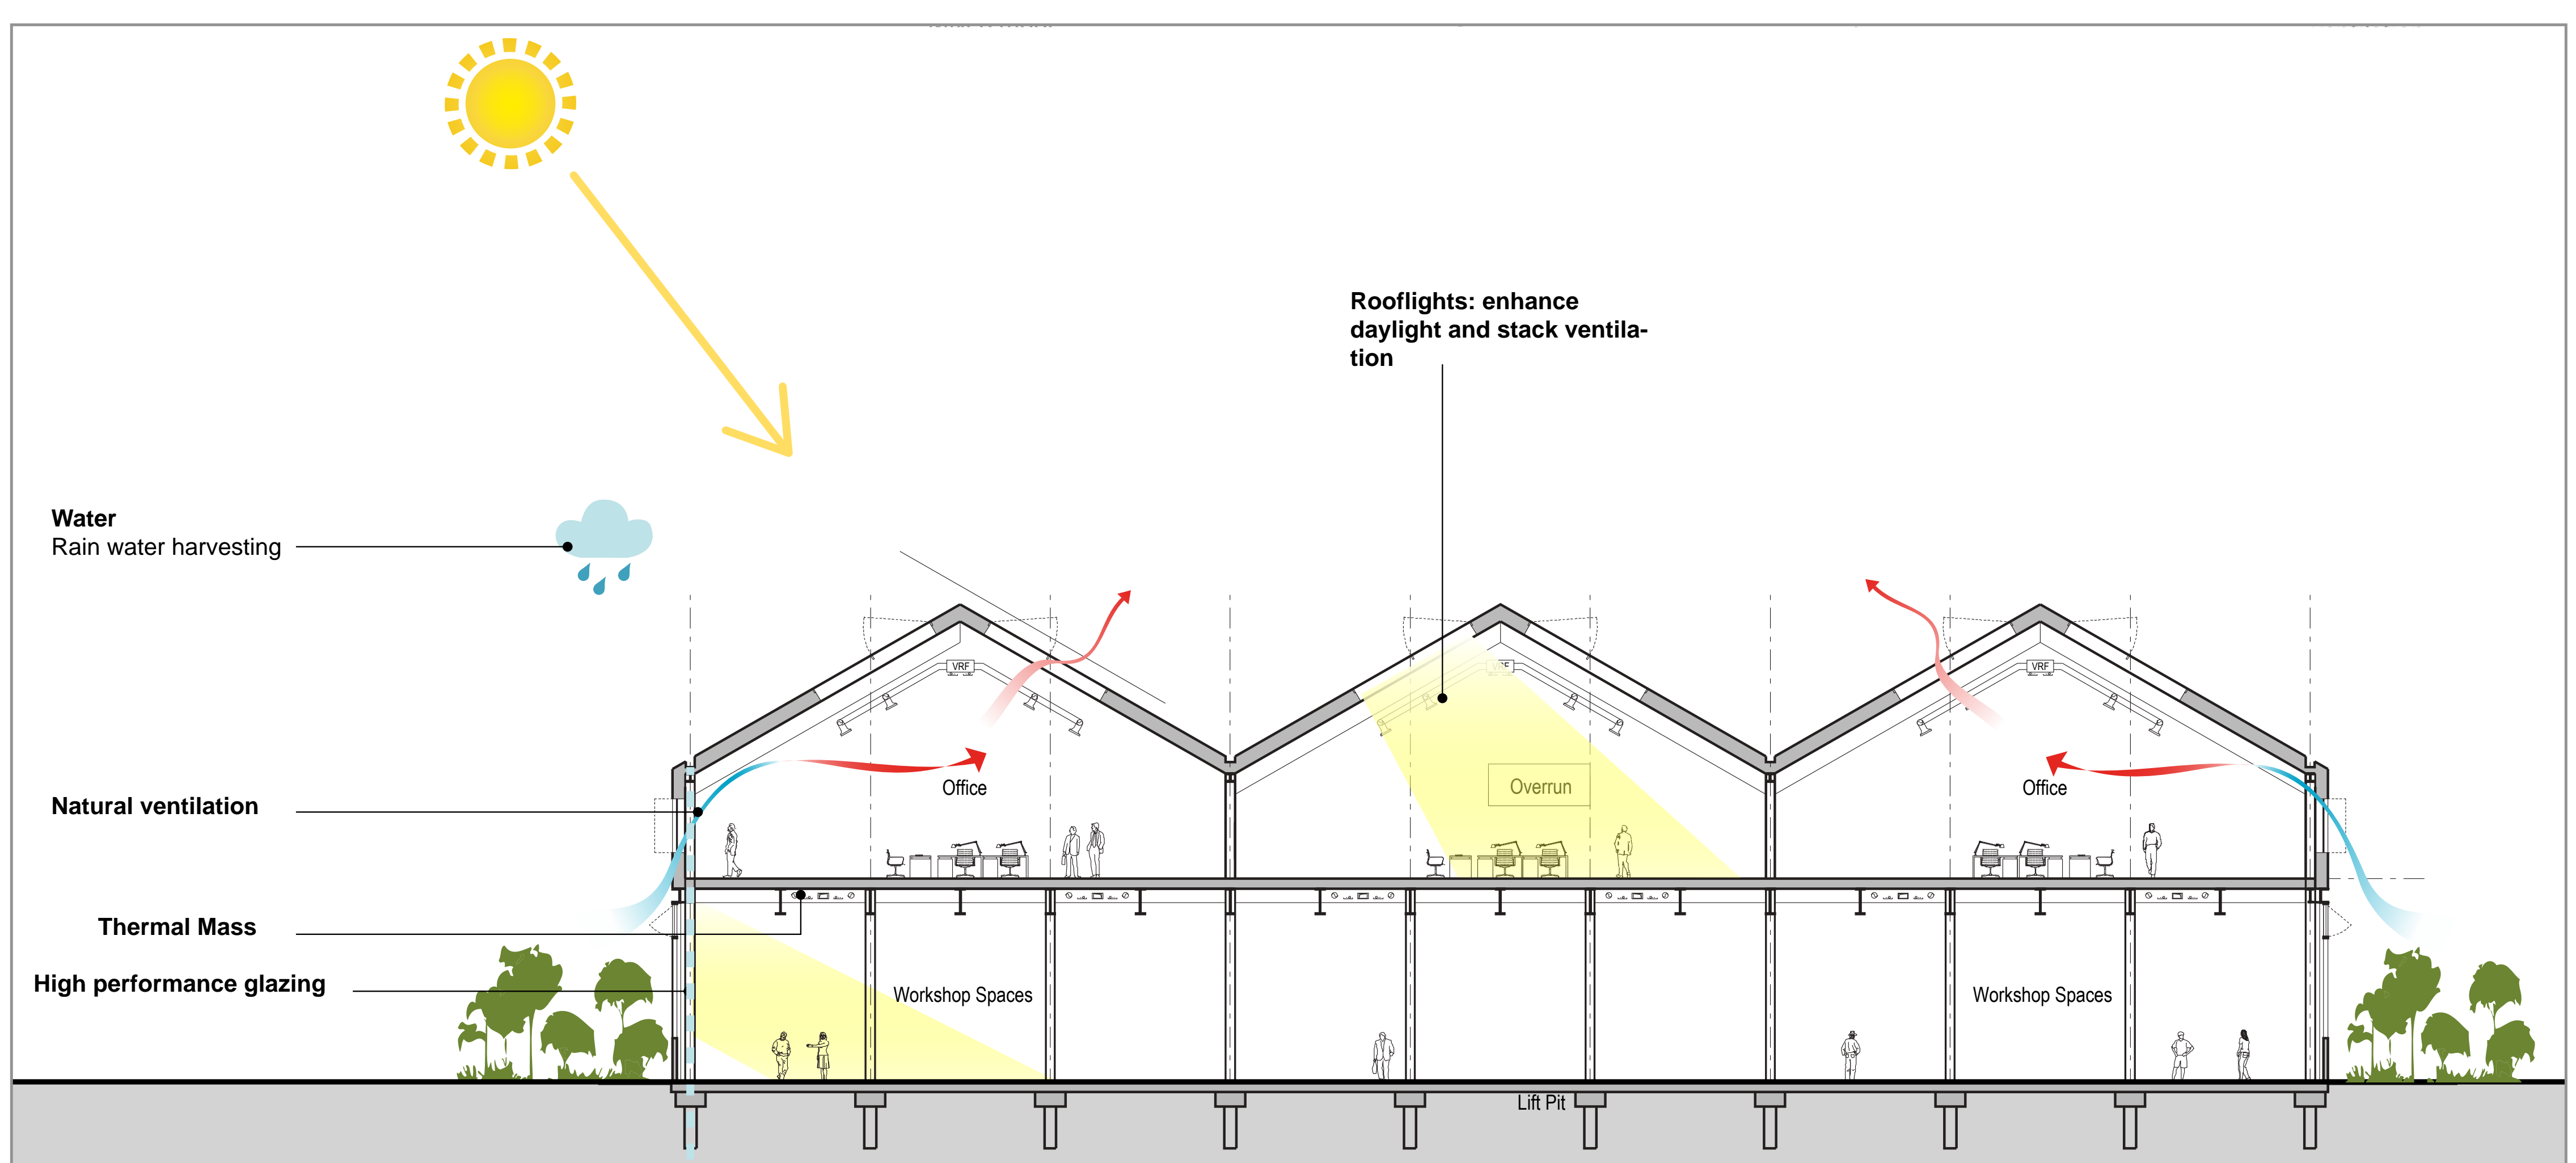 Rooflights: enhance
daylight and stack ventila-
tion
Water
Rain water harvesting
VRF
VRF
VRF
Natural ventilation
Office
Overrun
Office
Thermal Mass
High performance glazing
Workshop Spaces
Workshop Spaces
Lift Pit